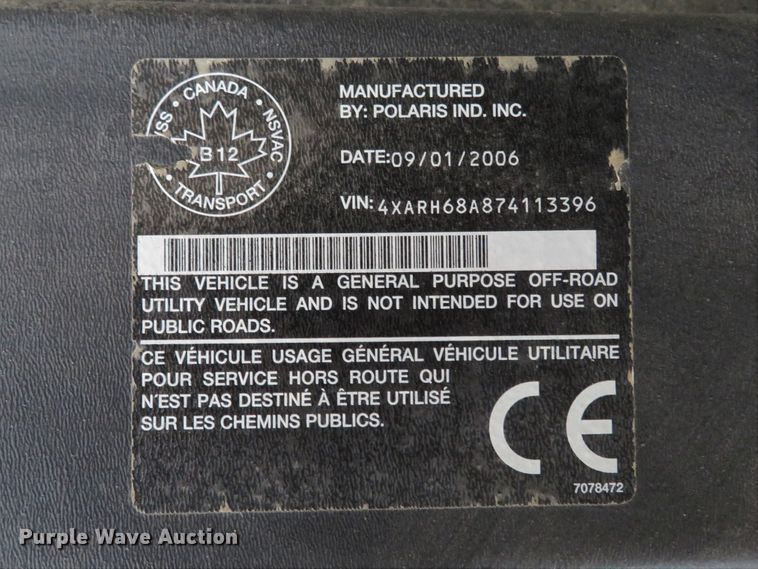 CANADA
NSVAC
TRANSPORT
B 12
MANUFACTURED
BY: POLARIS IND. INC.
DATE:09/01/2006
VIN: 4XARH68A874113396
THIS VEHICLE IS A GENERAL PURPOSE OFF-ROAD
UTILITY VEHICLE AND IS NOT INTENDED FOR USE ON
PUBLIC ROADS.
CE VÉHICULE USAGE GÉNÉRAL VÉHICULE UTILITAIRE
POUR SERVICE HORS ROUTE QUI
N'EST PAS DESTINÉ À ÊTRE UTILISÉ
SUR LES CHEMINS PUBLICS.
CE
7078472
Purple Wave Auction